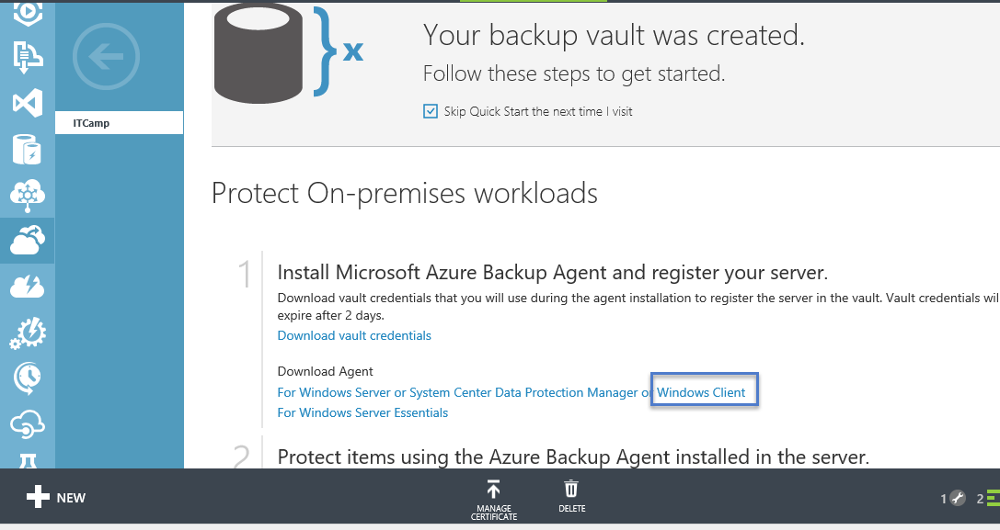 x
Your backup vault was created.
Follow these steps to get started.
Skip Quick Start the next time I visit
ITCamp
Protect On-premises workloads
1
Install Microsoft Azure Backup Agent and register your server.
Download vault credentials that you will use during the agent installation to register the server in the vault. Vault credentials will
expire after 2 days.
Download vault credentials
Download Agent
For Windows Server or System Center Data Protection Manager or Windows Client
For Windows Server Essentials
2
Protect items using the Azure Backup Agent installed in the server.
NEW
MANAGE
CERTIFICATE
DELETE
1
2